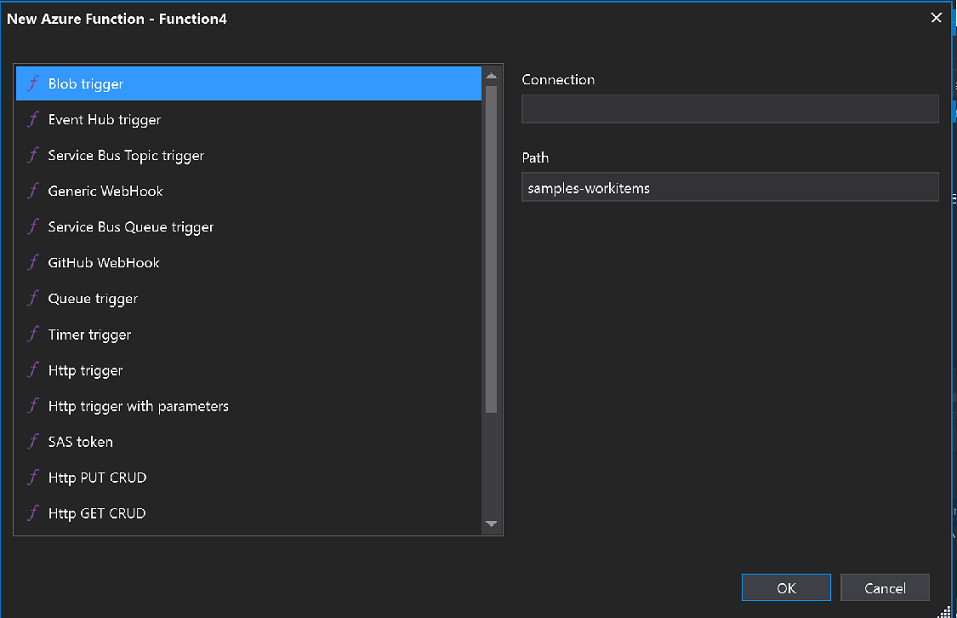 New Azure Function - Function4
Blob trigger
Event Hub trigger
Service Bus Topic trigger
Generic WebHook
Service Bus Queue trigger
GitHub WebHook
Queue trigger
Timer trigger
Http trigger
Http trigger with parameters
SAS token
Http PUT CRUD
Http GET CRUD
Connection
Path
samples-workitems
OK
Cancel